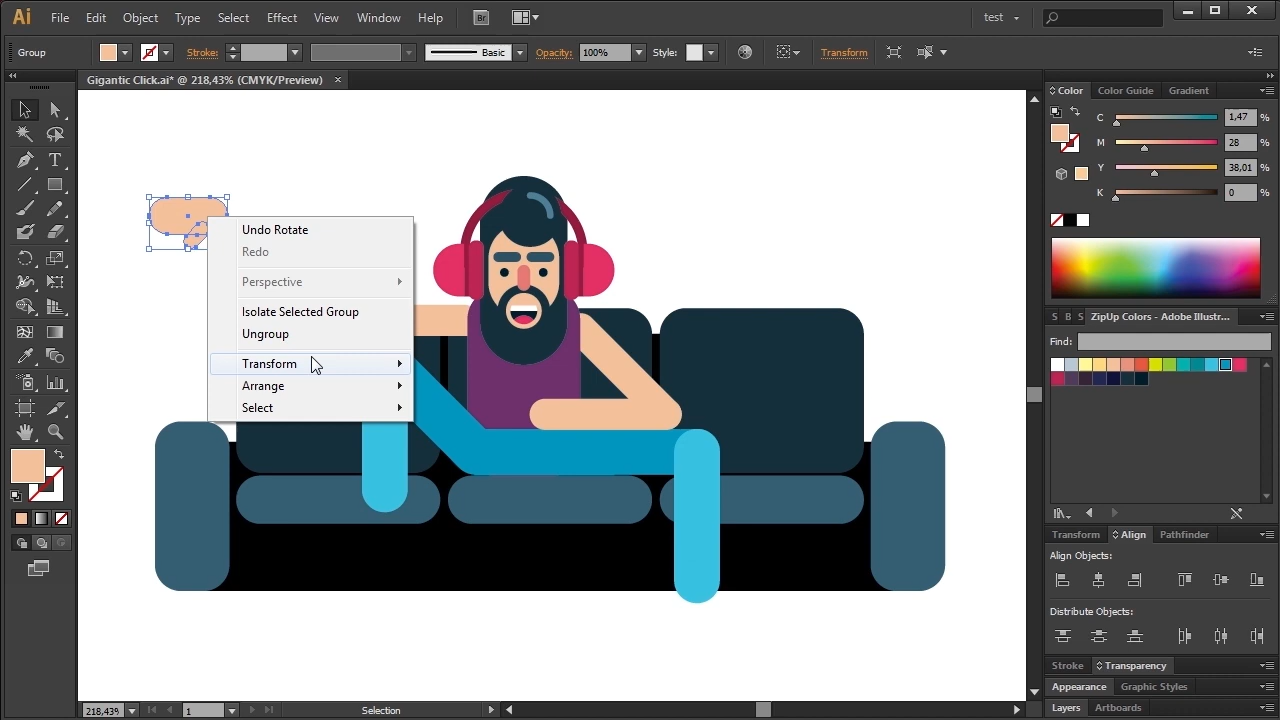 Ai File Edit Object Type Select Effect View Window Help Br test
Group Stroke: Basic Opacity: 100% Style: Transform
Gigantic Click.ai* @ 218,43% (CMYK/Preview) ×
Color Color Guide Gradient
C 1,47 %
M 28 %
Y 38,01 %
K 0 %
Undo Rotate
Redo
Perspective
Isolate Selected Group
Ungroup
Transform
Arrange
Select
S B S ZipUp Colors - Adobe Illustr...
Find:
Transform Align Pathfinder
Align Objects:
Distribute Objects:
Stroke Transparency
Appearance Graphic Styles
Layers Artboards
218,43% 1 Selection